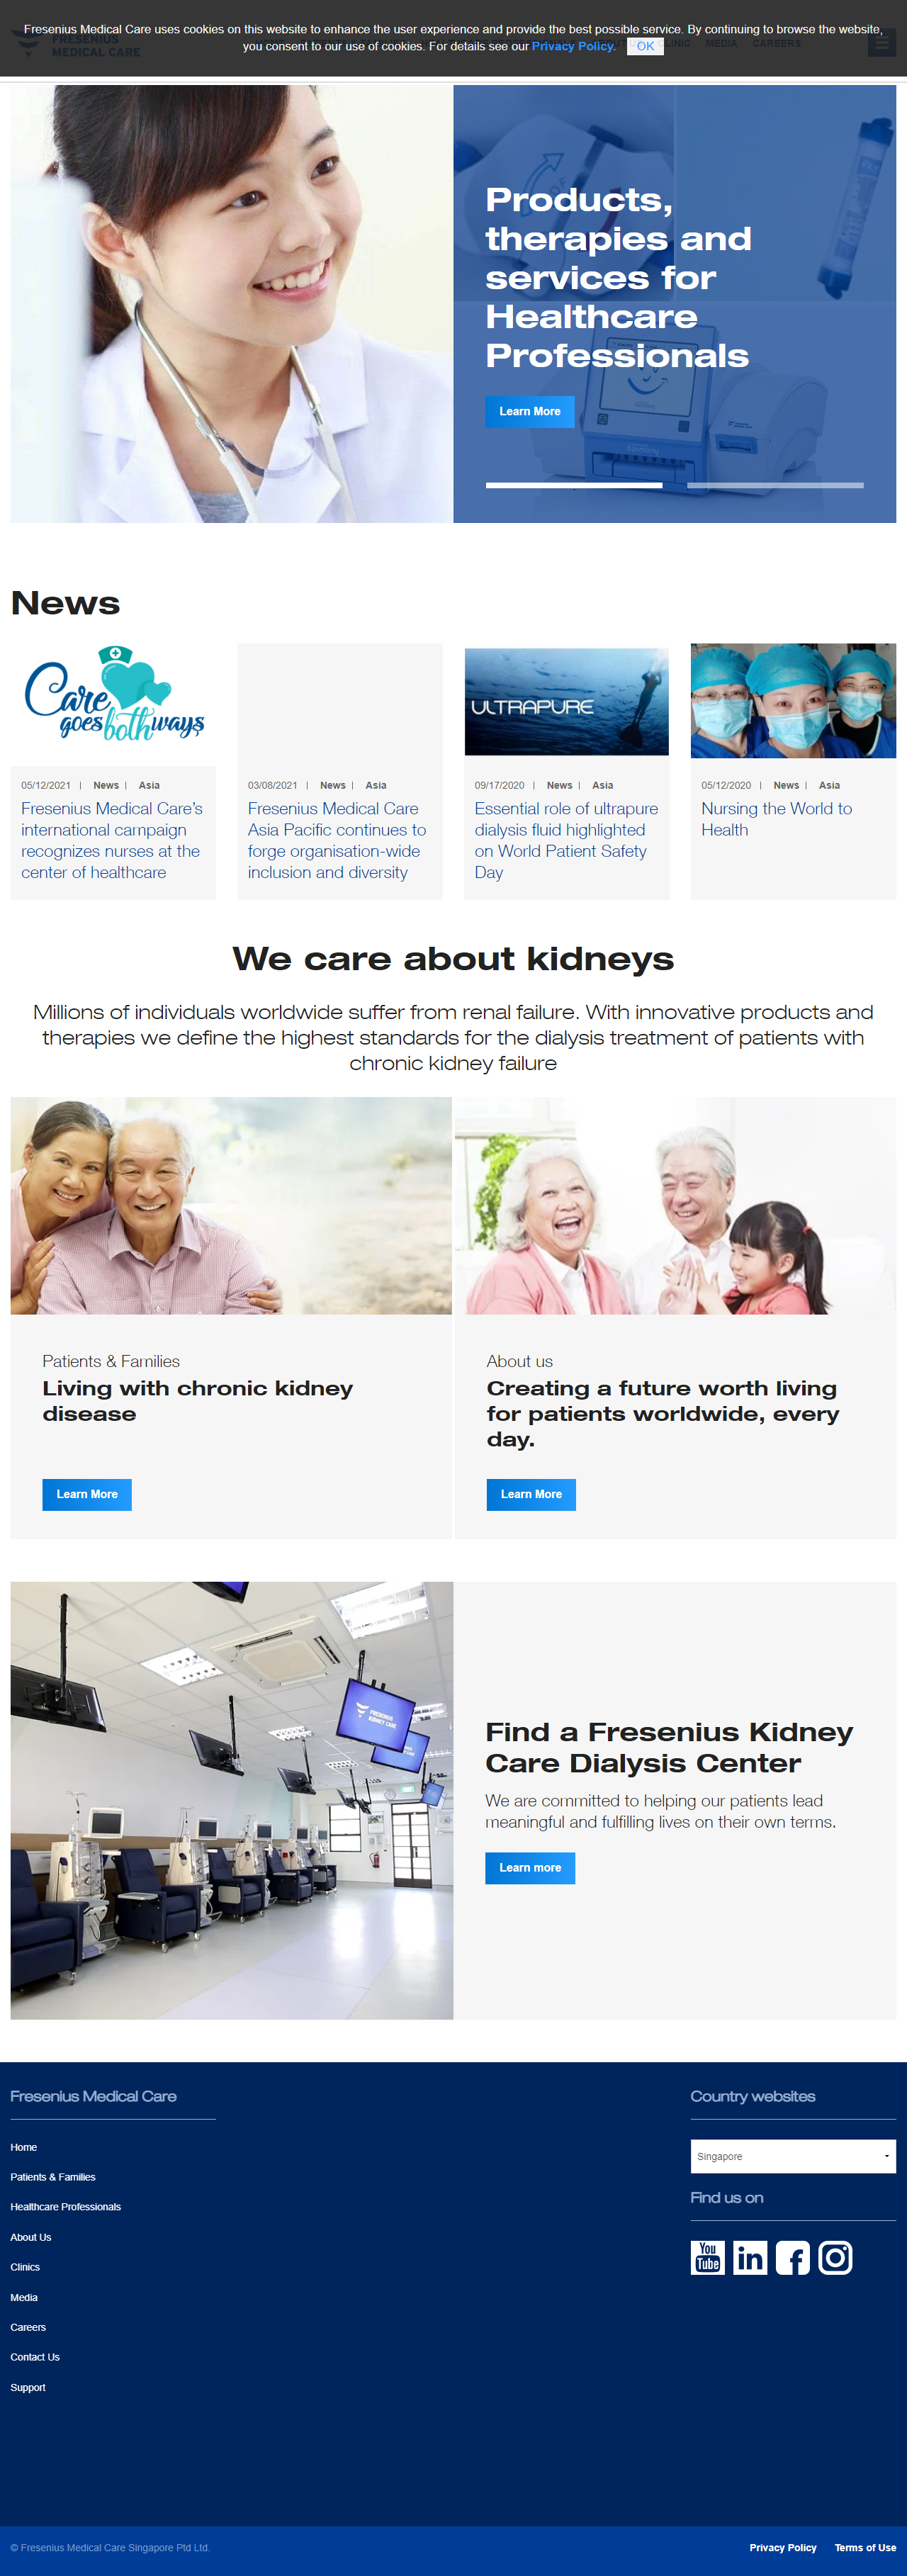 Fresenius Medical Care uses cookies on this website to enhance the user experience and provide the best possible service. By continuing to browse the website,
you consent to our use of cookies. For details see our Privacy Policy. OK
FRESENIUS
MEDICAL CARE
CLINIC MEDIA CAREERS
Products,
therapies and
services for
Healthcare
Professionals
Learn More
News
Care
goes both ways
ULTRAPURE
05/12/2021 | News | Asia
Fresenius Medical Care’s
international campaign
recognizes nurses at the
center of healthcare
03/08/2021 | News | Asia
Fresenius Medical Care
Asia Pacific continues to
forge organisation-wide
inclusion and diversity
09/17/2020 | News | Asia
Essential role of ultrapure
dialysis fluid highlighted
on World Patient Safety
Day
05/12/2020 | News | Asia
Nursing the World to
Health
We care about kidneys
Millions of individuals worldwide suffer from renal failure. With innovative products and
therapies we define the highest standards for the dialysis treatment of patients with
chronic kidney failure
Patients & Families
Living with chronic kidney
disease
Learn More
About us
Creating a future worth living
for patients worldwide, every
day.
Learn More
FRESENIUS
KIDNEY CARE
Find a Fresenius Kidney
Care Dialysis Center
We are committed to helping our patients lead
meaningful and fulfilling lives on their own terms.
Learn more
Fresenius Medical Care
Home
Patients & Families
Healthcare Professionals
About Us
Clinics
Media
Careers
Contact Us
Support
Country websites
Singapore
Find us on
You
Tube
in
f
© Fresenius Medical Care Singapore Ptd Ltd.
Privacy Policy Terms of Use